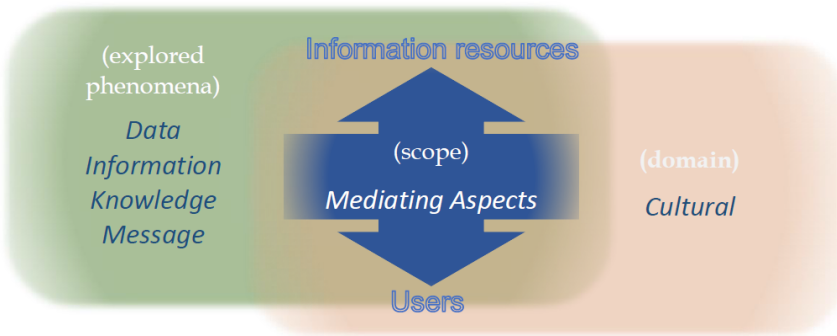 Information resources
(explored
phenomena)
Data
Information
Knowledge
Message
(scope)
Mediating Aspects
(domain)
Cultural
Users